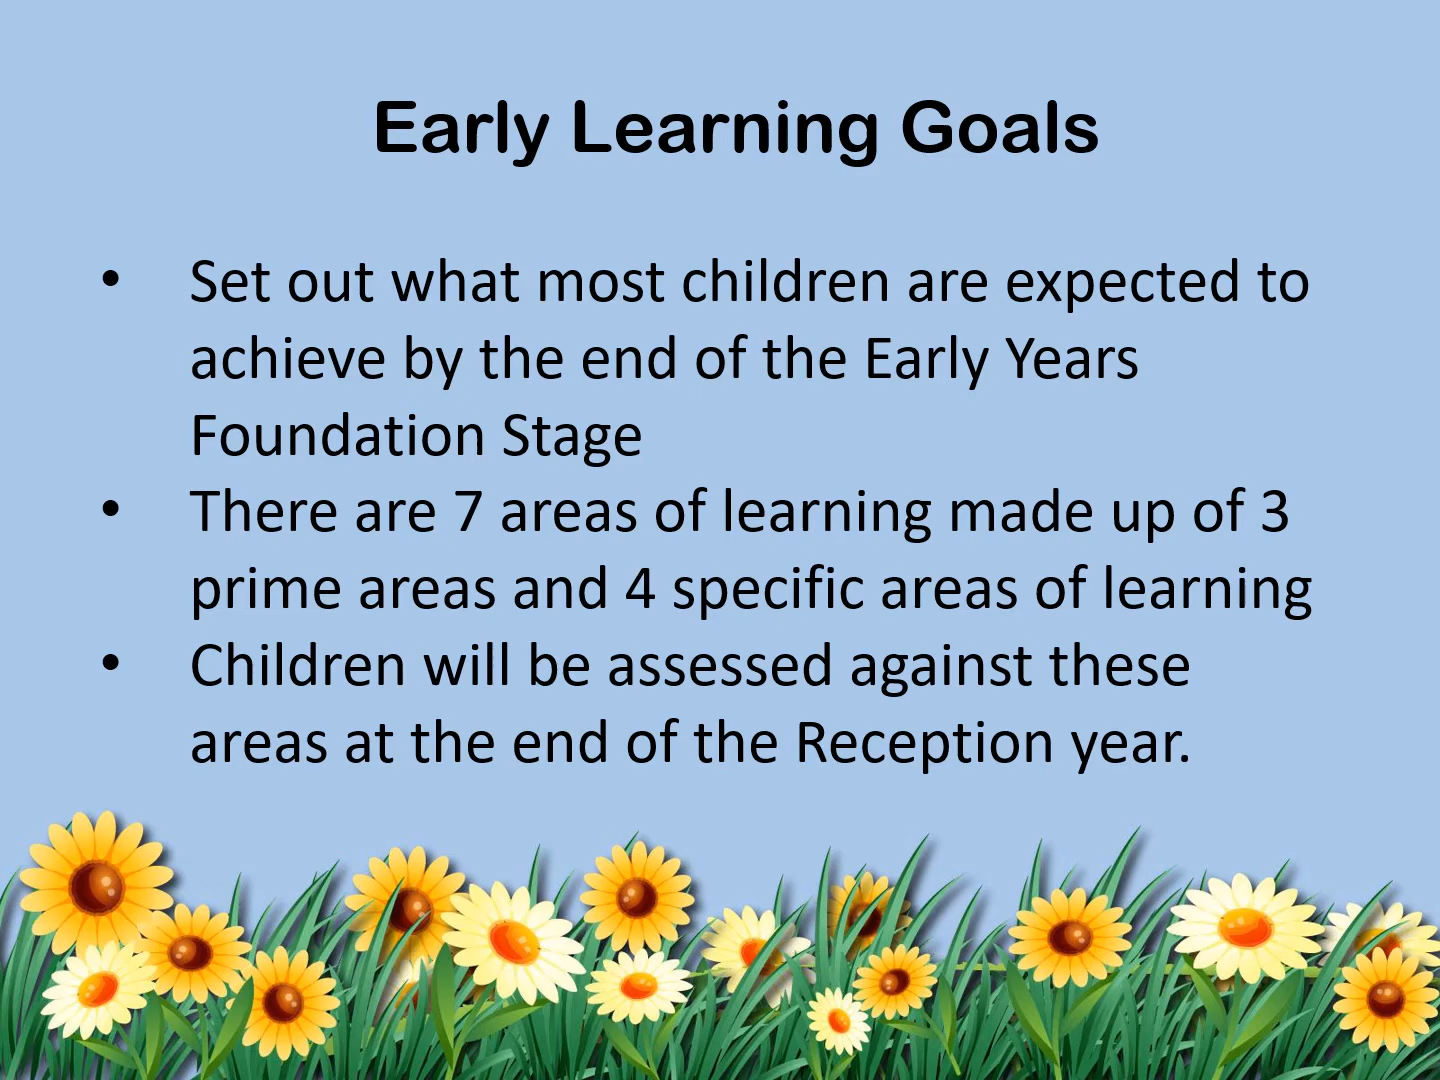 Early Learning Goals
• Set out what most children are expected to
achieve by the end of the Early Years
Foundation Stage
• There are 7 areas of learning made up of 3
prime areas and 4 specific areas of learning
• Children will be assessed against these
areas at the end of the Reception year.